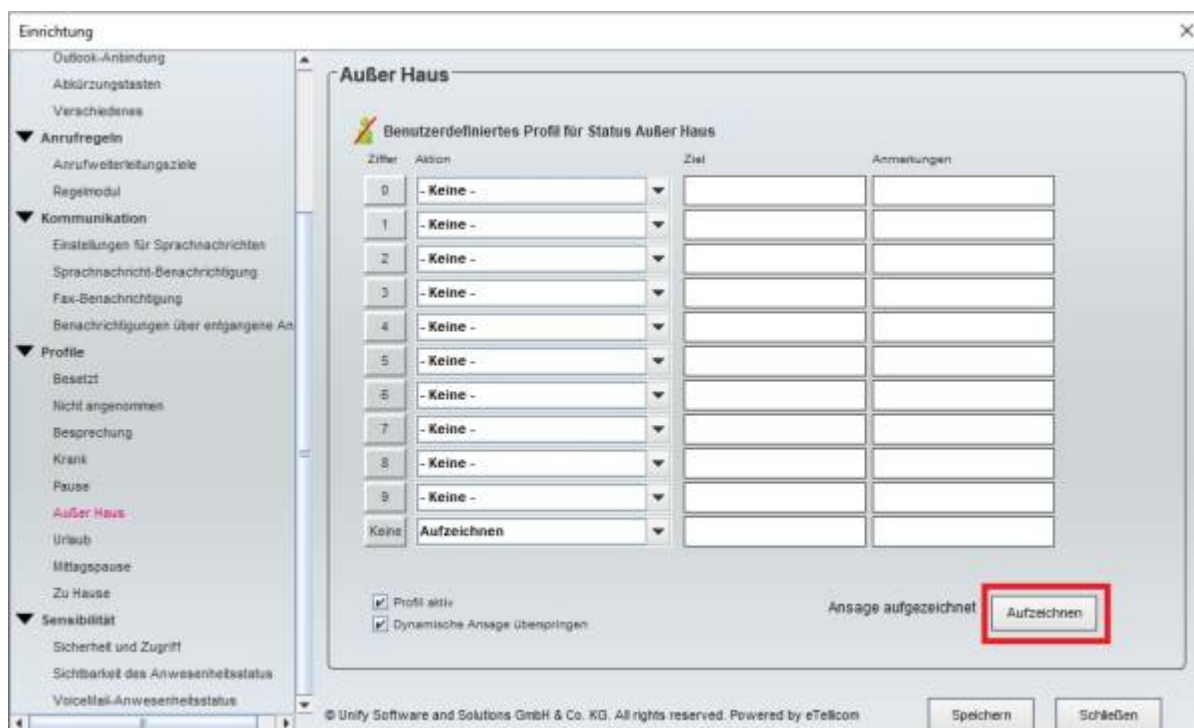 Einrichtung
Outlook-Anbindung
Abkürzungstasten
Verschiedenes
Anrufregeln
Anrufweiterleitungsziele
Regelmodul
Kommunikation
Einstellungen für Sprachnachrichten
Sprachnachricht-Benachrichtigung
Fax-Benachrichtigung
Benachrichtigungen über entgangene An
Profile
Besetzt
Nicht angenommen
Besprechung
Krank
Pause
Außer Haus
Urlaub
Mittagspause
Zu Hause
Sensibilität
Sicherheit und Zugriff
Sichtbarkeit des Anwesenheitsstatus
VoiceMail-Anwesenheitsstatus
Außer Haus
Benutzerdefiniertes Profil für Status Außer Haus
Ziffer Aktion Ziel Anmerkungen
0 - Keine -
1 - Keine -
2 - Keine -
3 - Keine -
4 - Keine -
5 - Keine -
6 - Keine -
7 - Keine -
8 - Keine -
9 - Keine -
Keine Aufzeichnen
Profil aktiv
Dynamische Ansage überspringen
Ansage aufgezeichnet Aufzeichnen
© Unify Software and Solutions GmbH & Co. KG. All rights reserved. Powered by eTellicom
Speichern Schließen